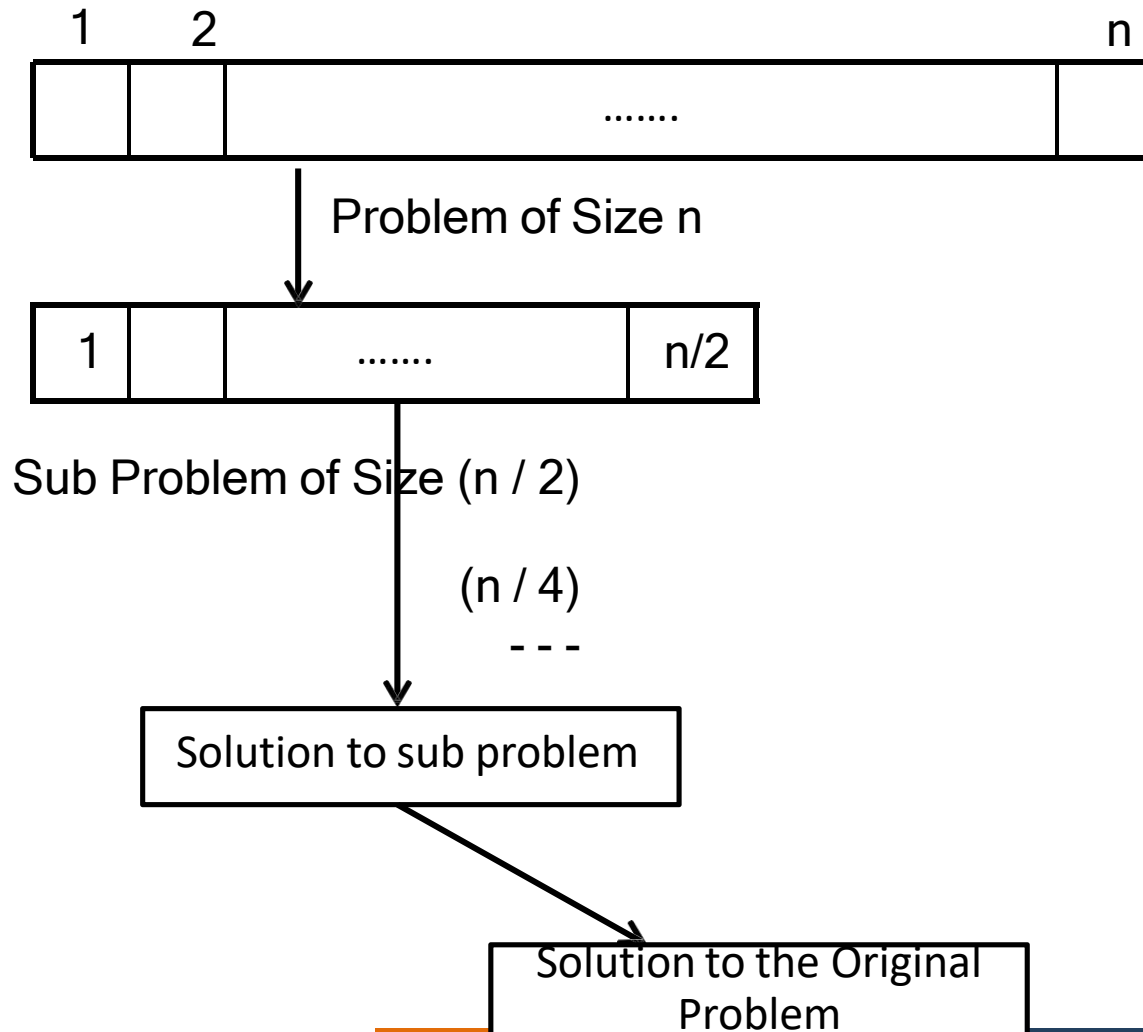 1 2 n
.......
Problem of Size n
1 ....... n/2
Sub Problem of Size (n / 2)
(n / 4)
- - -
Solution to sub problem
Solution to the Original
Problem